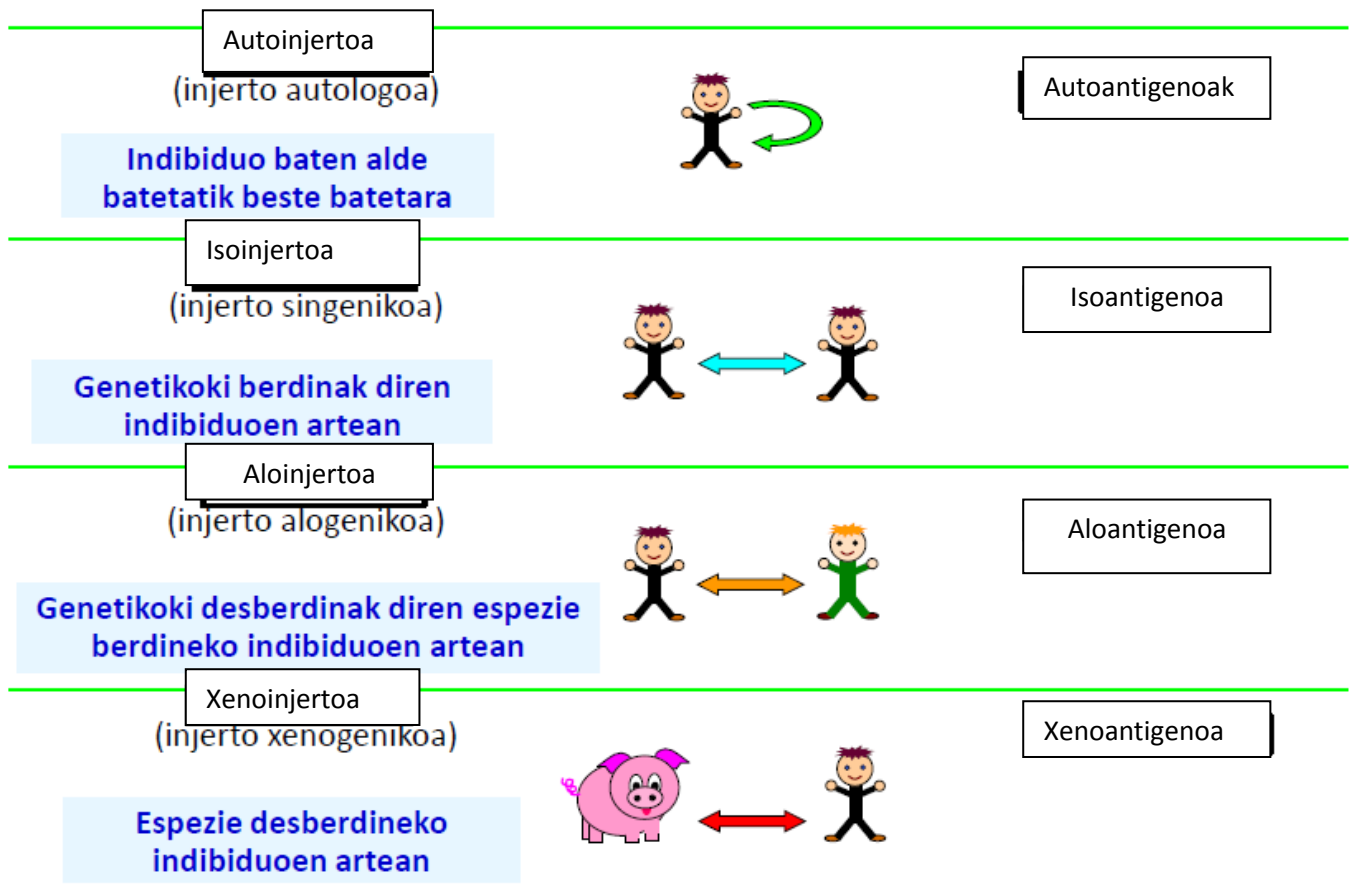 Autoinjertoa
(injerto autologoa)
Autoantigenoak
Indibiduo baten alde
batetatik beste batetara
Isoinjertoa
(injerto singenikoa)
Isoantigenoa
Genetikoki berdinak diren
indibiduoen artean
Aloinjertoa
(injerto alogenikoa)
Aloantigenoa
Genetikoki desberdinak diren espezie
berdineko indibiduoen artean
Xenoinjertoa
(injerto xenogenikoa)
Xenoantigenoa
Espezie desberdineko
indibiduoen artean